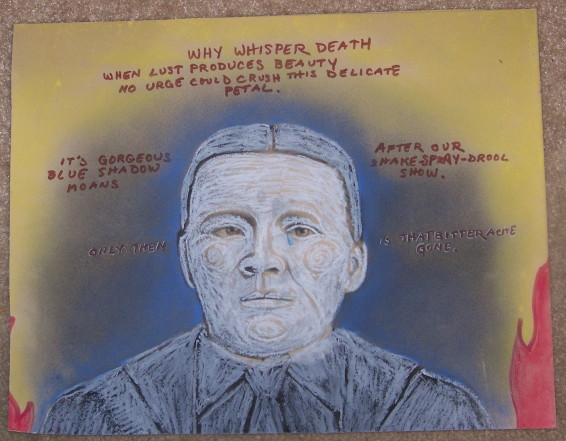 WHY WHISPER DEATH
WHEN LUST PRODUCES BEAUTY
NO URGE COULD CRUSH THIS DELICATE
PETAL.
IT'S GORGEOUS
BLUE SHADOW
MOANS
AFTER OUR
SHAKE-SPRAY-DROOL
SHOW.
ONLY THEN
IS THAT BITTER ACHE
GONE.